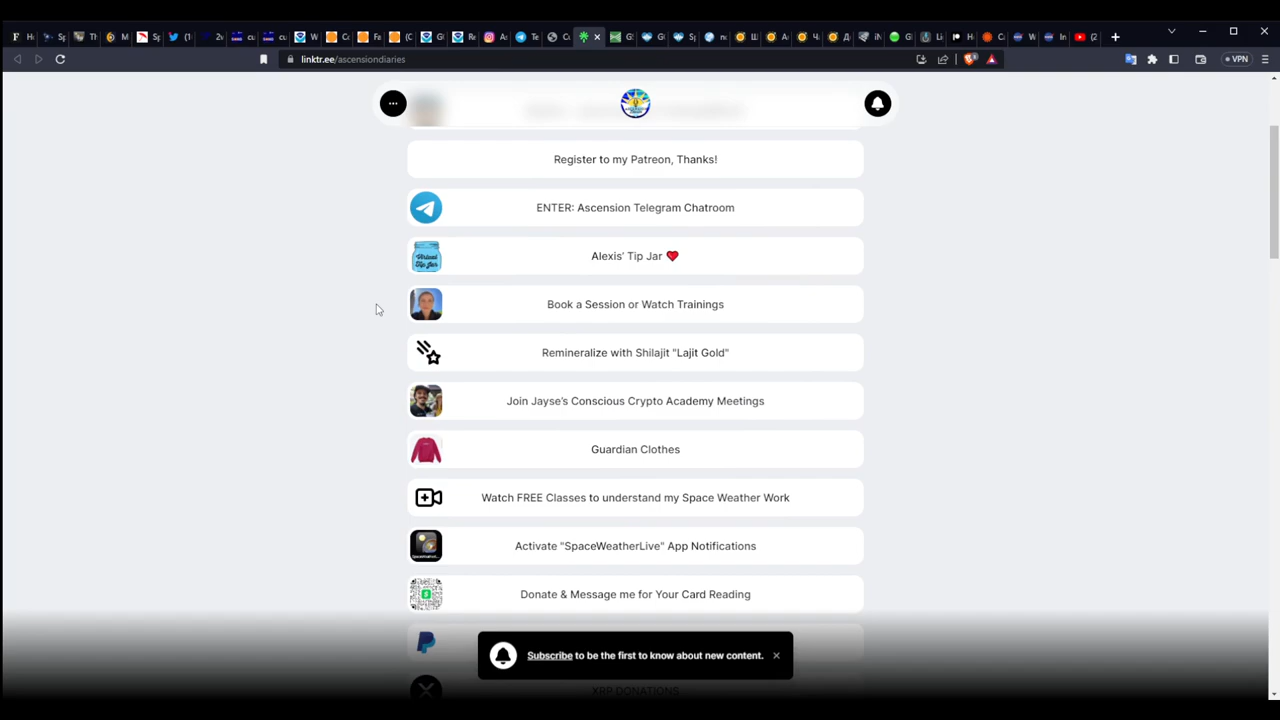 linktr.ee/ascensiondiaries
VPN
Register to my Patreon, Thanks!
ENTER: Ascension Telegram Chatroom
Alexis' Tip Jar ❤️
Book a Session or Watch Trainings
Remineralize with Shilajit "Lajit Gold"
Join Jayse's Conscious Crypto Academy Meetings
Guardian Clothes
Watch FREE Classes to understand my Space Weather Work
Activate "SpaceWeatherLive" App Notifications
Donate & Message me for Your Card Reading
Subscribe to be the first to know about new content.
XRP DONATIONS